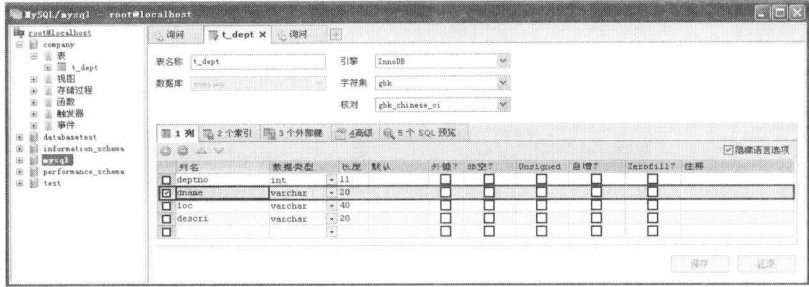 MySQL/mysql - root@localhost
root@localhost
company
表
t_dept
视图
存储过程
函数
触发器
事件
databasetest
information_schema
mysql
performance_schema
test
询问 t_dept × 询问
表名称 t_dept 引擎 InnoDB
数据库 字符集 gbk
核对 gbk_chinese_ci
1 列 2 个索引 3 个外部键 4高级 5 个 SQL 预览
隐藏语言选项
列名 数据类型 长度 默认 外键? 非空? Unsigned 自增? Zerofill? 注释
deptno int 11
dname varchar 20
loc varchar 40
descri varchar 20
保存 还原